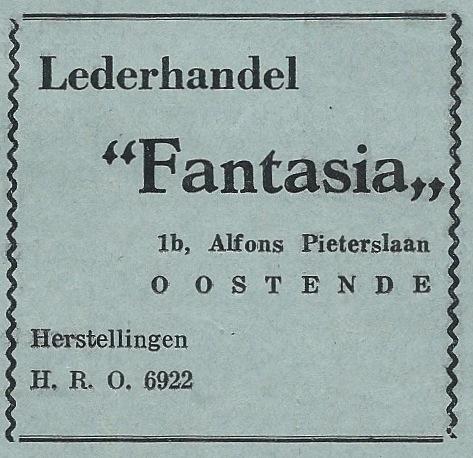 Lederhandel
“Fantasia„
1b, Alfons Pieterslaan
OOSTENDE
Herstellingen
H. R. O. 6922